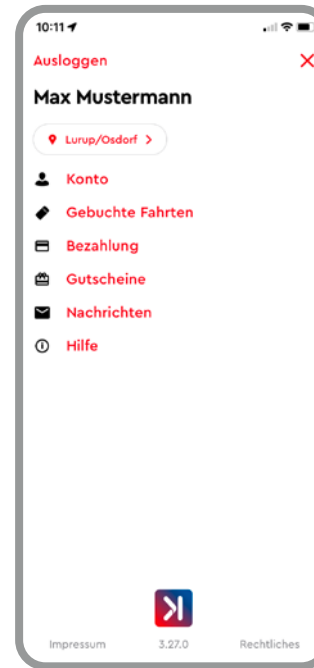 10:11
Ausloggen
Max Mustermann
Lurup/Osdorf
Konto
Gebuchte Fahrten
Bezahlung
Gutscheine
Nachrichten
Hilfe
Impressum 3.27.0 Rechtliches